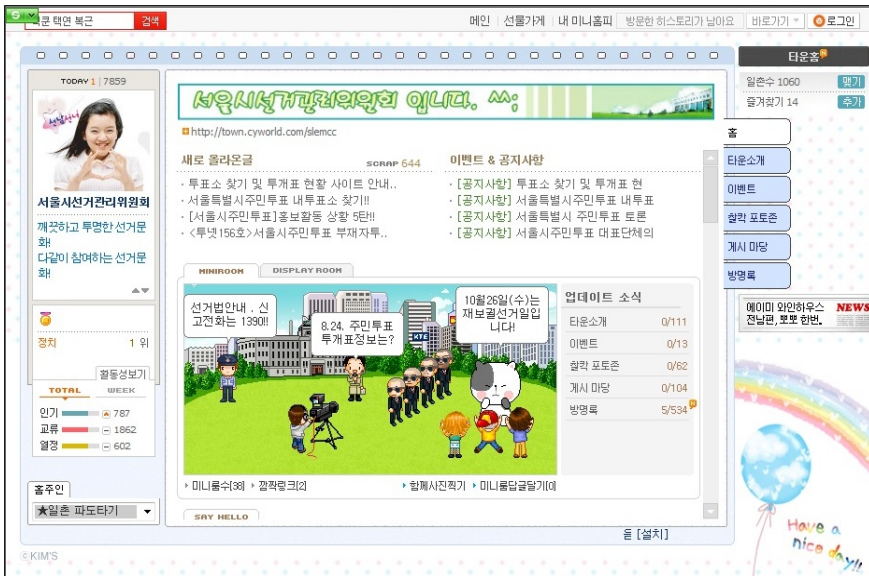 택연 복근
검색
메인 선물가게 내 미니홈피 방문한 히스토리가 남아요 바로가기 로그인
TODAY 1 | 7859
서울시선거관리위원회
깨끗하고 투명한 선거문
화!
다같이 참여하는 선거문
화!
정치 1 위
활동성보기
TOTAL WEEK
인기 787
교류 1862
열정 602
홈주인
★일촌 파도타기
©KIM'S
서울시선거관리위원회 입니다. ^^;
http://town.cyworld.com/slemcc
새로 올라온글 SCRAP 644
· 투표소 찾기 및 투개표 현황 사이트 안내..
· 서울특별시주민투표 내투표소 찾기!!
· [서울시주민투표]홍보활동 상황 5탄!!
· <투넷156호>서울시주민투표 부재자투..
이벤트 & 공지사항
· [공지사항] 투표소 찾기 및 투개표 현
· [공지사항] 서울특별시주민투표 내투표
· [공지사항] 서울특별시 주민투표 토론
· [공지사항] 서울시주민투표 대표단체의
MINIROOM DISPLAY ROOM
선거법안내 . 신
고전화는 1390!!
8.24. 주민투표
투개표정보는?
10월26일(수)는
재보궐선거일입
니다!
KTF
업데이트 소식
타운소개 0/111
이벤트 0/13
찰칵 포토존 0/62
게시 마당 0/104
방명록 5/534
미니룸수[38] 깜짝링크[2] 함께사진찍기 미니룸답글달기[0]
SAY HELLO
듣 [설치]
타운홈
일촌수 1060 맺기
즐겨찾기 14 추가
홈
타운소개
이벤트
찰칵 포토존
게시 마당
방명록
에이미 와인하우스
전남편, 뽀뽀 한번.
NEWS
Have a
nice day!!